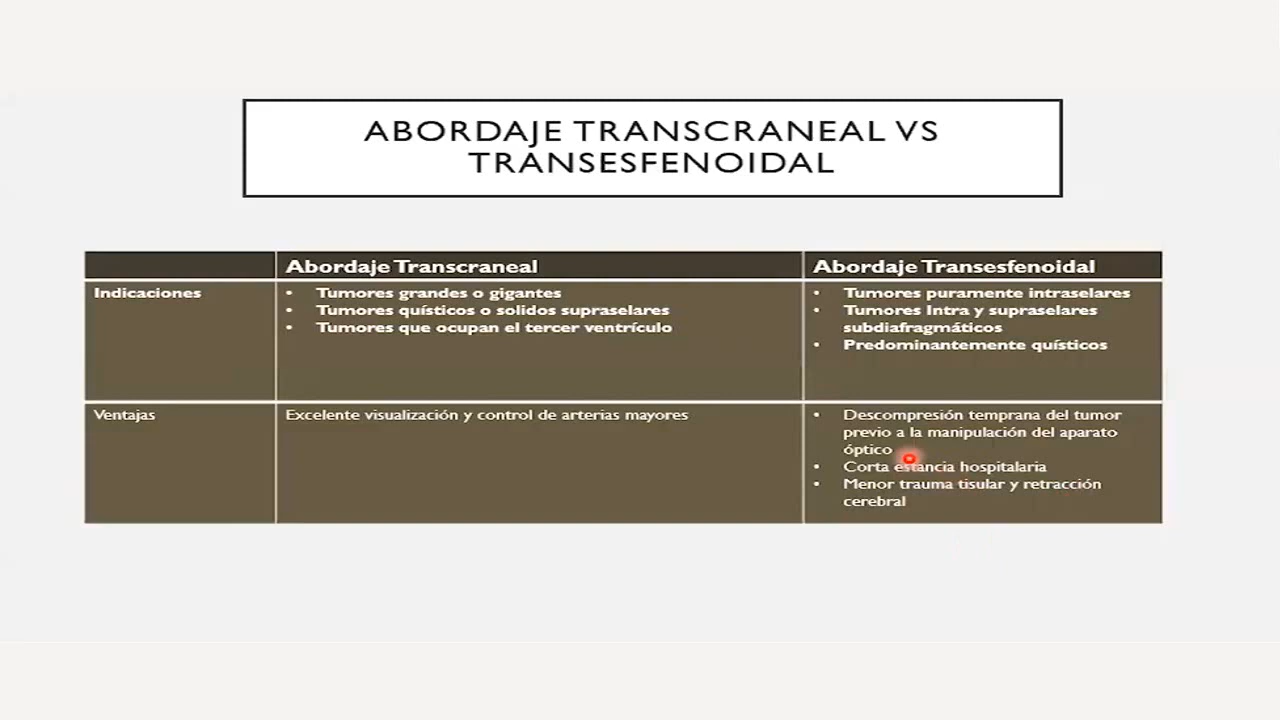 ABORDAJE TRANSCRANEAL VS
TRANSESFENOIDAL
Abordaje Transcraneal
Abordaje Transesfenoidal
Indicaciones
• Tumores grandes o gigantes
• Tumores quísticos o solidos supraselares
• Tumores que ocupan el tercer ventrículo
• Tumores puramente intraselares
• Tumores Intra y supraselares
subdiafragmáticos
• Predominantemente quísticos
Ventajas
Excelente visualización y control de arterias mayores
• Descompresión temprana del tumor
previo a la manipulación del aparato
óptico
• Corta estancia hospitalaria
• Menor trauma tisular y retracción
cerebral